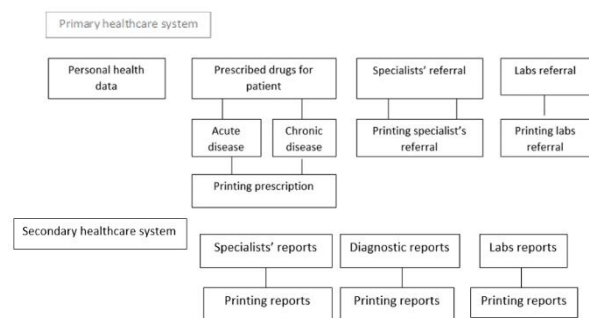 Primary healthcare system
Personal health
data
Prescribed drugs for
patient
Specialists' referral
Labs referral
Acute
disease
Chronic
disease
Printing specialist's
referral
Printing labs
referral
Printing prescription
Secondary healthcare system
Specialists' reports
Diagnostic reports
Labs reports
Printing reports
Printing reports
Printing reports